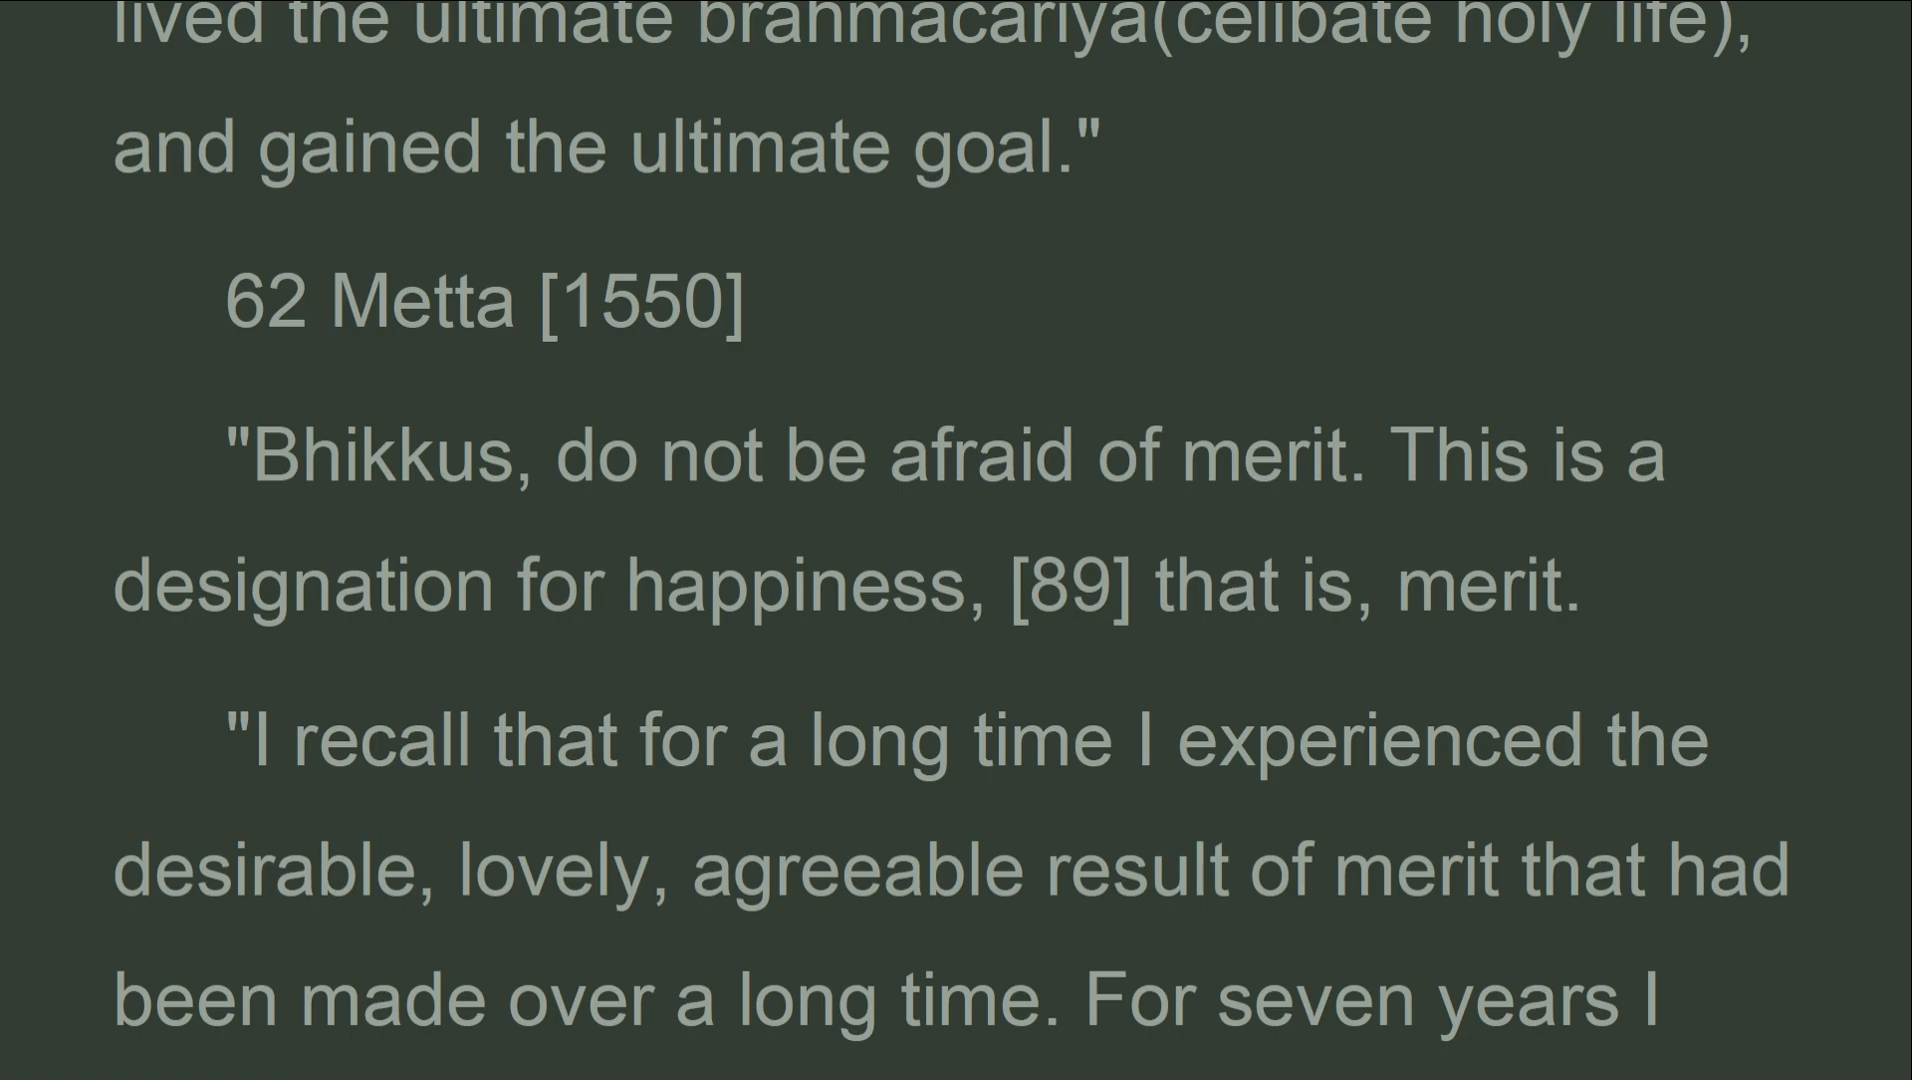 lived the ultimate brahmacariya(celibate holy life),
and gained the ultimate goal."
62 Metta [1550]
"Bhikkus, do not be afraid of merit. This is a
designation for happiness, [89] that is, merit.
"I recall that for a long time I experienced the
desirable, lovely, agreeable result of merit that had
been made over a long time. For seven years I